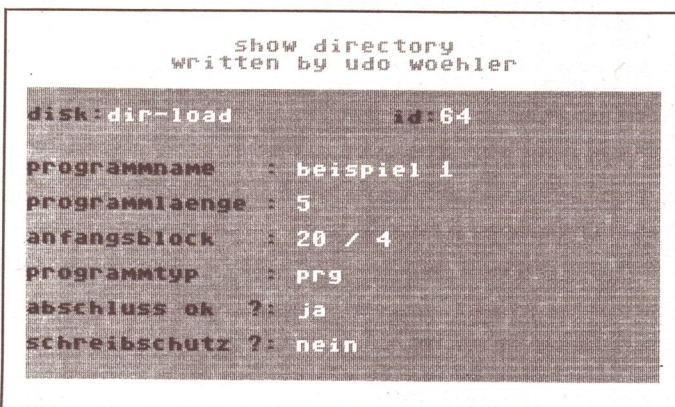 show directory
written by udo woehler
disk:dir-load id:64
programmname : beispiel 1
programmlaenge : 5
anfangsblock : 20 / 4
programmtyp : prg
abschluss ok ?: ja
schreibschutz ?: nein